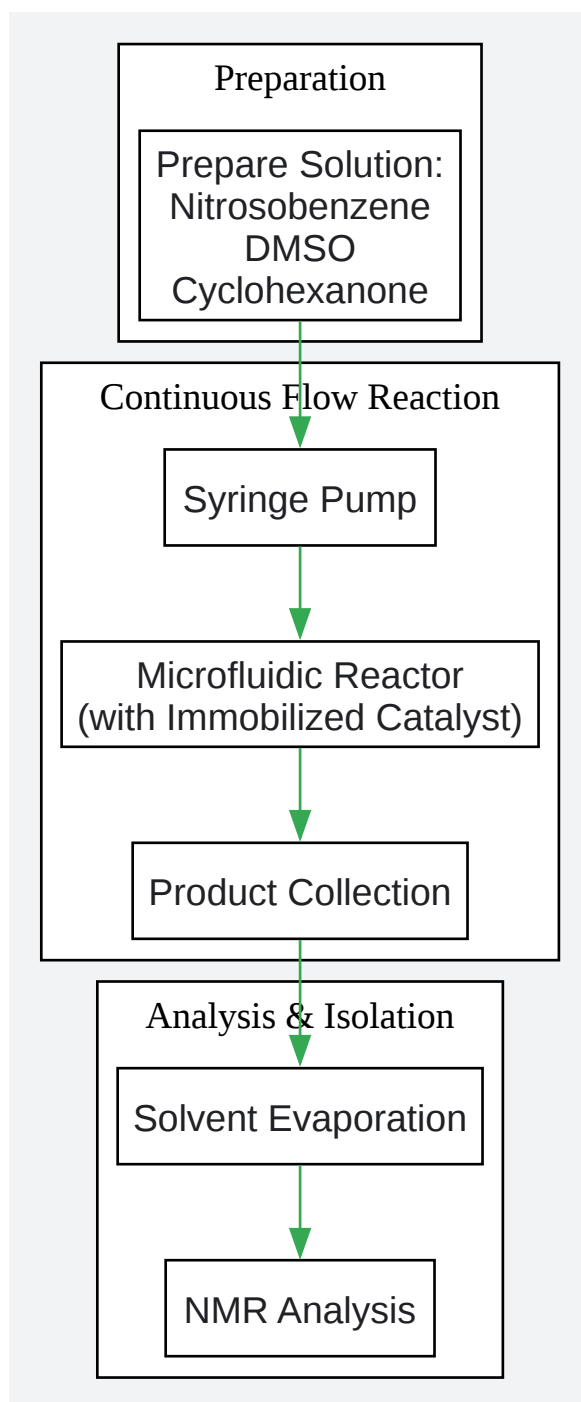 Preparation
Prepare Solution:
Nitrosobenzene
DMSO
Cyclohexanone
Continuous Flow Reaction
Syringe Pump
Microfluidic Reactor
(with Immobilized Catalyst)
Product Collection
Analysis & Isolation
Solvent Evaporation
NMR Analysis